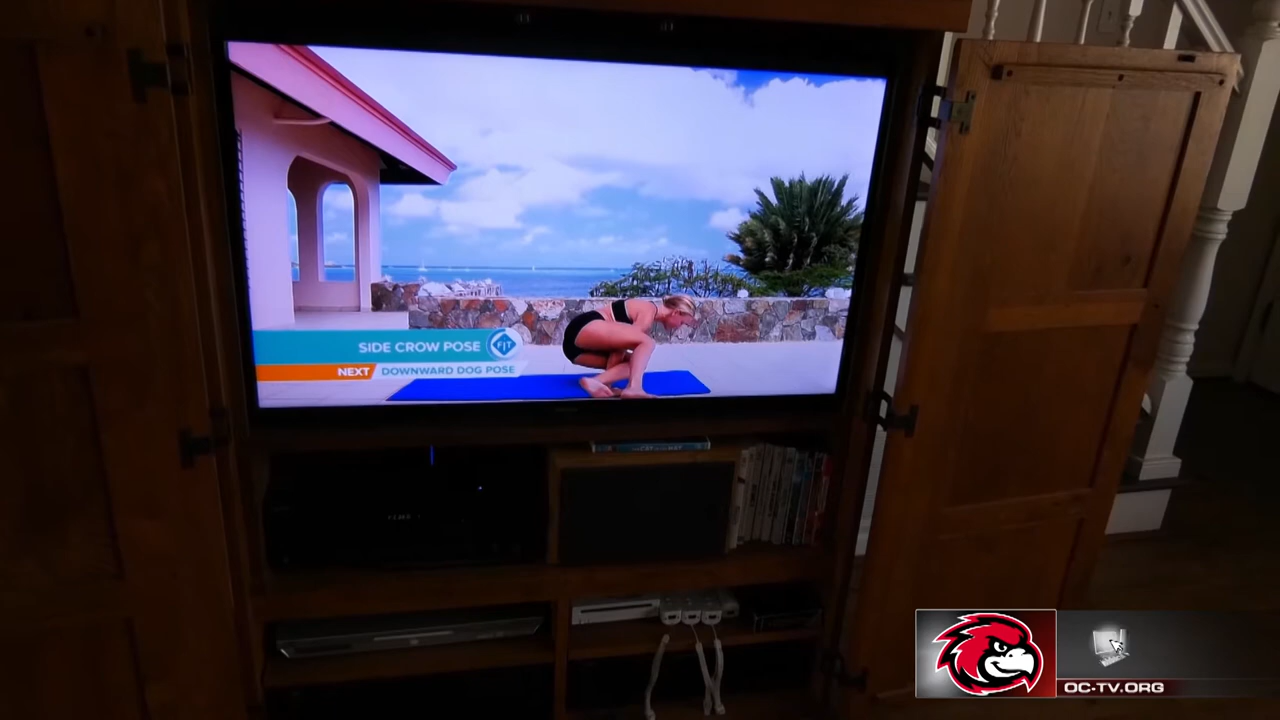 SIDE CROW POSE
FIT
NEXT
DOWNWARD DOG POSE
OC-TV.ORG